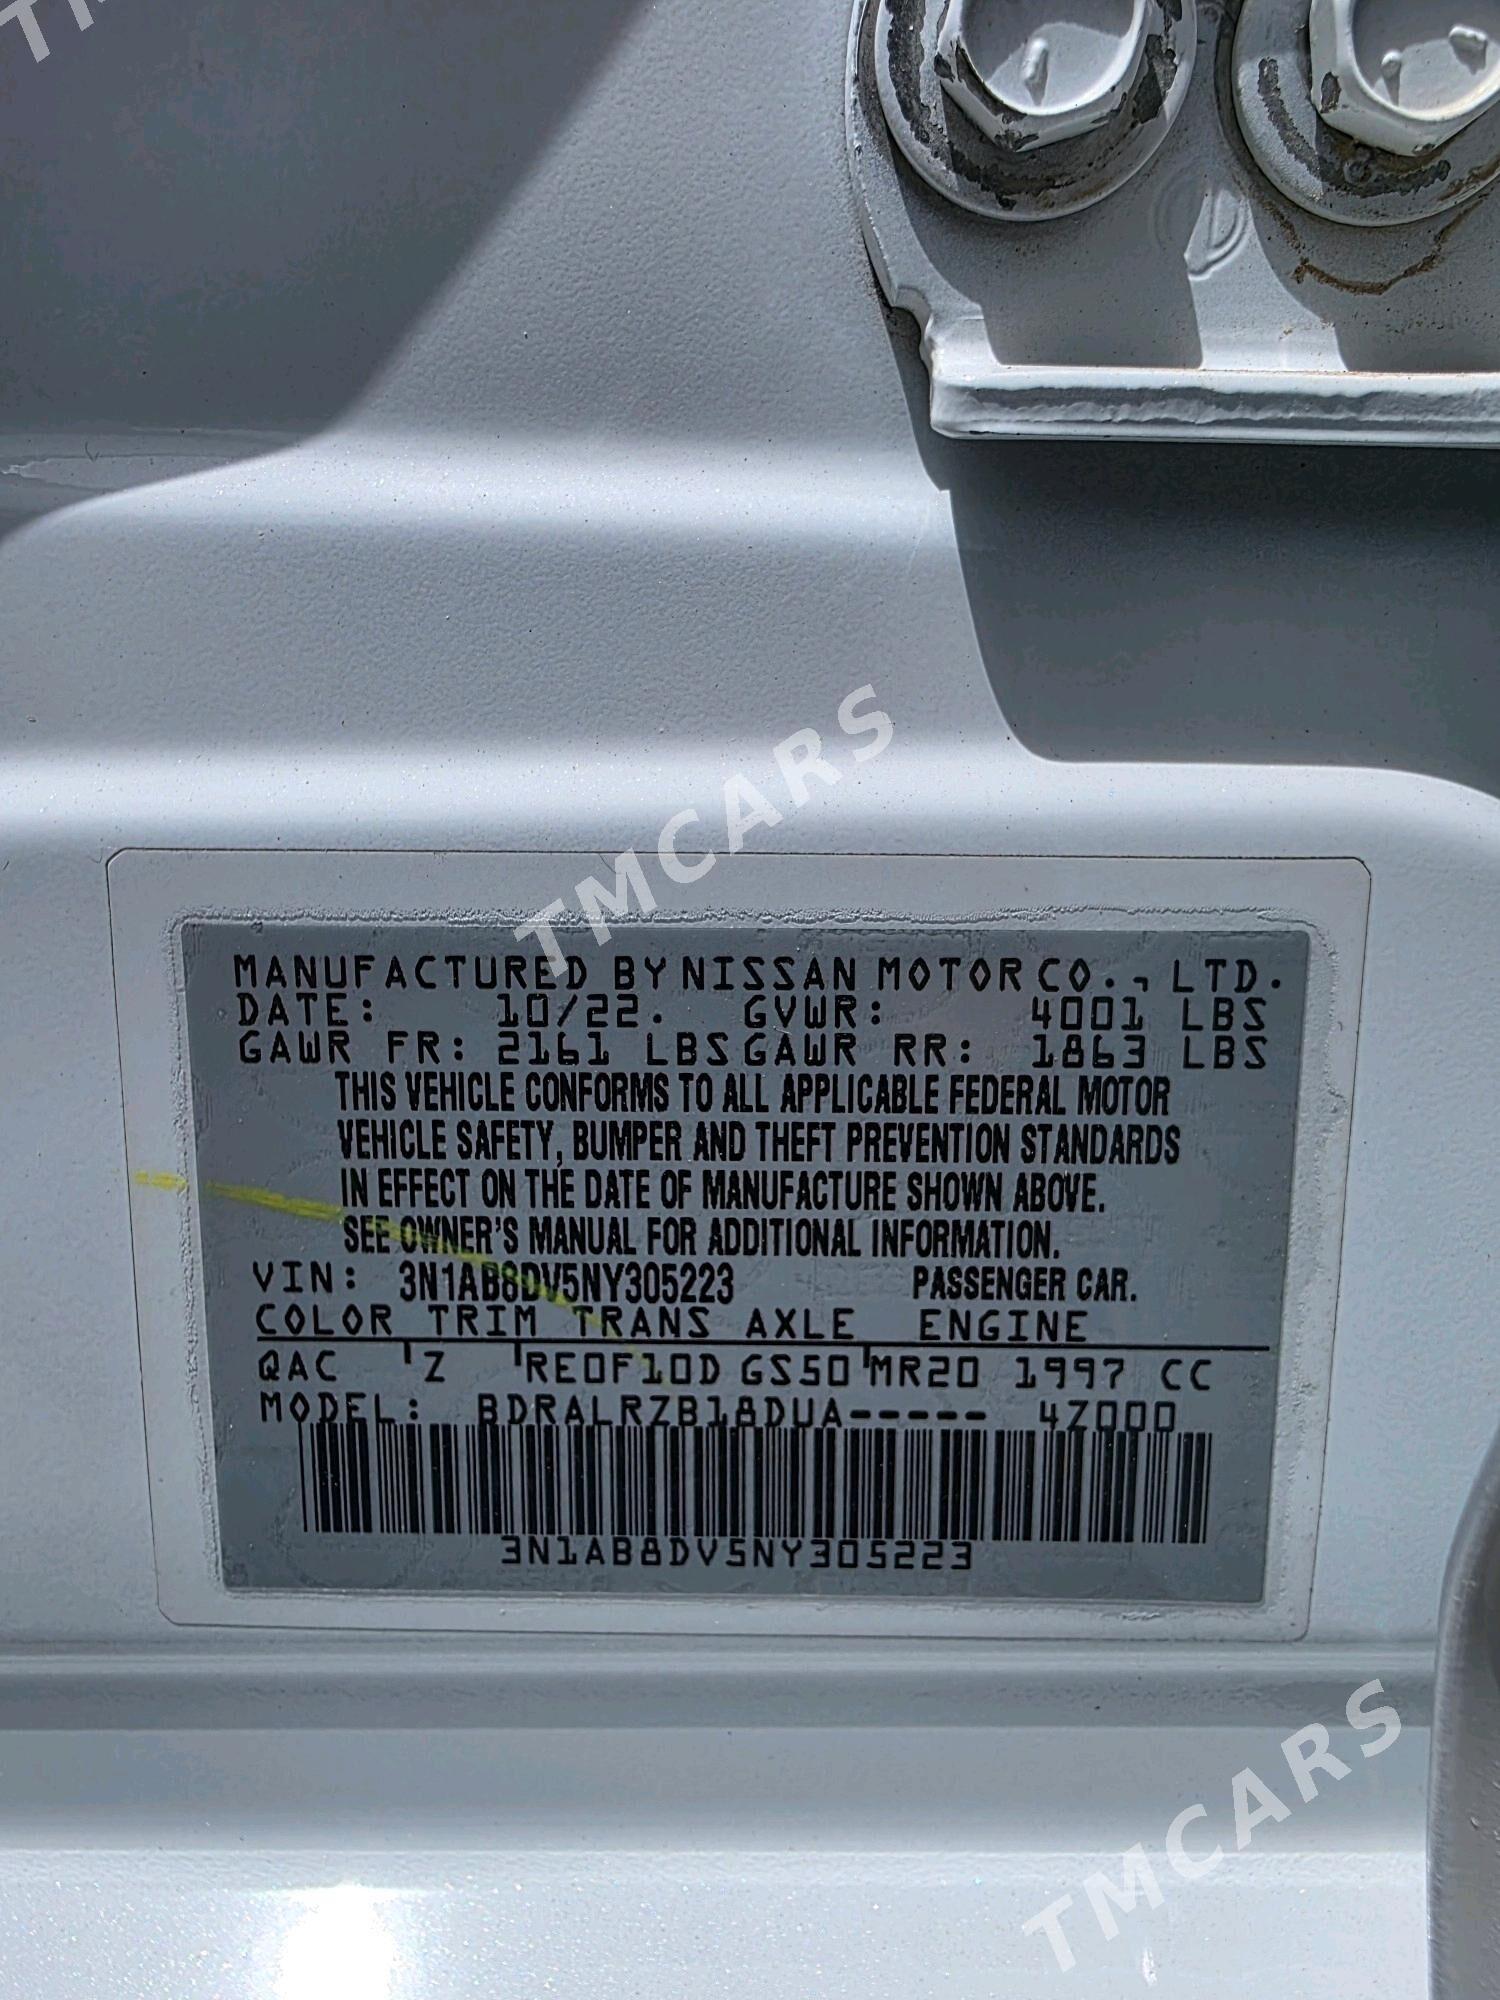 TMCARS
MANUFACTURED BY NISSAN MOTOR CO., LTD.
DATE: 10/22. GVWR: 4001 LBS
GAWR FR: 2161 LBS GAWR RR: 1863 LBS
THIS VEHICLE CONFORMS TO ALL APPLICABLE FEDERAL MOTOR
VEHICLE SAFETY, BUMPER AND THEFT PREVENTION STANDARDS
IN EFFECT ON THE DATE OF MANUFACTURE SHOWN ABOVE.
SEE OWNER'S MANUAL FOR ADDITIONAL INFORMATION.
VIN: 3N1AB8DV5NY305223 PASSENGER CAR.
COLOR TRIM TRANS AXLE ENGINE
QAC Z RE0F10D GS50 MR20 1997 CC
MODEL: BDRALRZB18DUA----- 4Z000
3N1AB8DV5NY305223
TMCARS